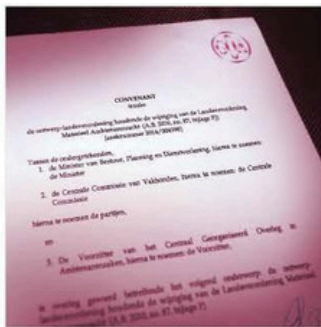 CONVENANT
inzake
de ontwerp-landsverordening houdende de wijziging van de Landsverordening
Materieel Ambtenarenrecht (A.B. 2010, no. 87, bijlage P)
Tussen de ondergetekenden,
1. de Minister van Bestuur, Planning en Dienstverlening, hierna te noemen:
de Minister
2. de Centrale Commissie van Vakbonden, hierna te noemen: de Centrale
Commissie
hierna te noemen de partijen,
en
3. De Voorzitter van het Centraal Georganiseerd Overleg in
Ambtenarenzaken, hierna te noemen: de Voorzitter,
in overleg gevoerd betreffende het volgend onderwerp: de ontwerp-
landsverordening houdende de wijziging van de Landsverordening Materieel
(A.B. 2010, no. 87, bijlage P)